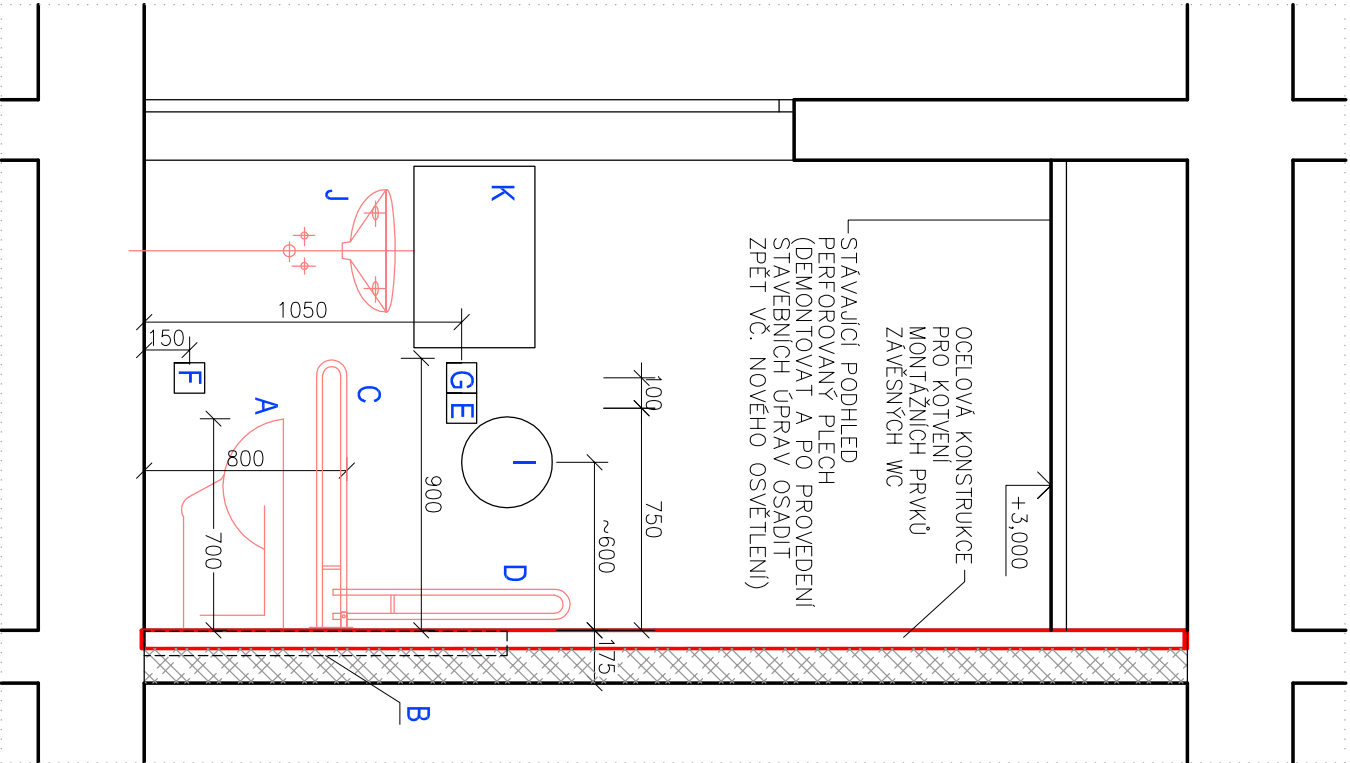 +3,000
OCELOVÁ KONSTRUKCE
PRO KOTVENÍ
MONTÁŽNÍCH PRVKŮ
ZÁVĚSNÝCH WC
STÁVAJÍCÍ PODHLED
PERFOROVANÝ PLECH
(DEMONTOVAT A PO PROVEDENÍ
STAVEBNÍCH ÚPRAV OSADIT
ZPĚT VČ. NOVÉHO OSVĚTLENÍ)
100
750
~600
175
K
I
D
G E
J
C
900
1050
A
800
F
150
700
B